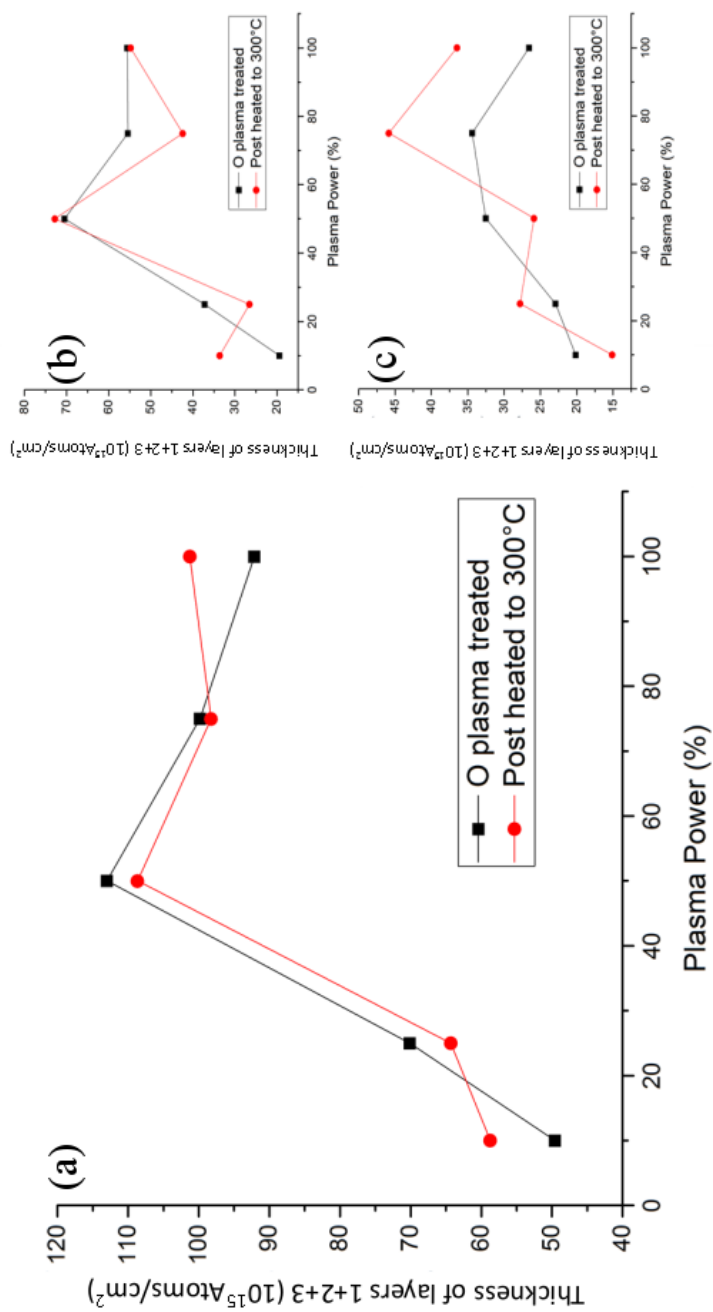 (a)
Thickness of layers 1+2+3 (10¹⁵Atoms/cm²)
120
110
100
90
80
70
60
50
40
0
20
40
60
80
100
Plasma Power (%)
O plasma treated
Post heated to 300°C
(b)
Thickness of layers 1+2+3 (10¹⁵Atoms/cm²)
80
70
60
50
40
30
20
0
20
40
60
80
100
Plasma Power (%)
O plasma treated
Post heated to 300°C
(c)
Thickness of layers 1+2+3 (10¹⁵Atoms/cm²)
50
45
40
35
30
25
20
15
0
20
40
60
80
100
Plasma Power (%)
O plasma treated
Post heated to 300°C